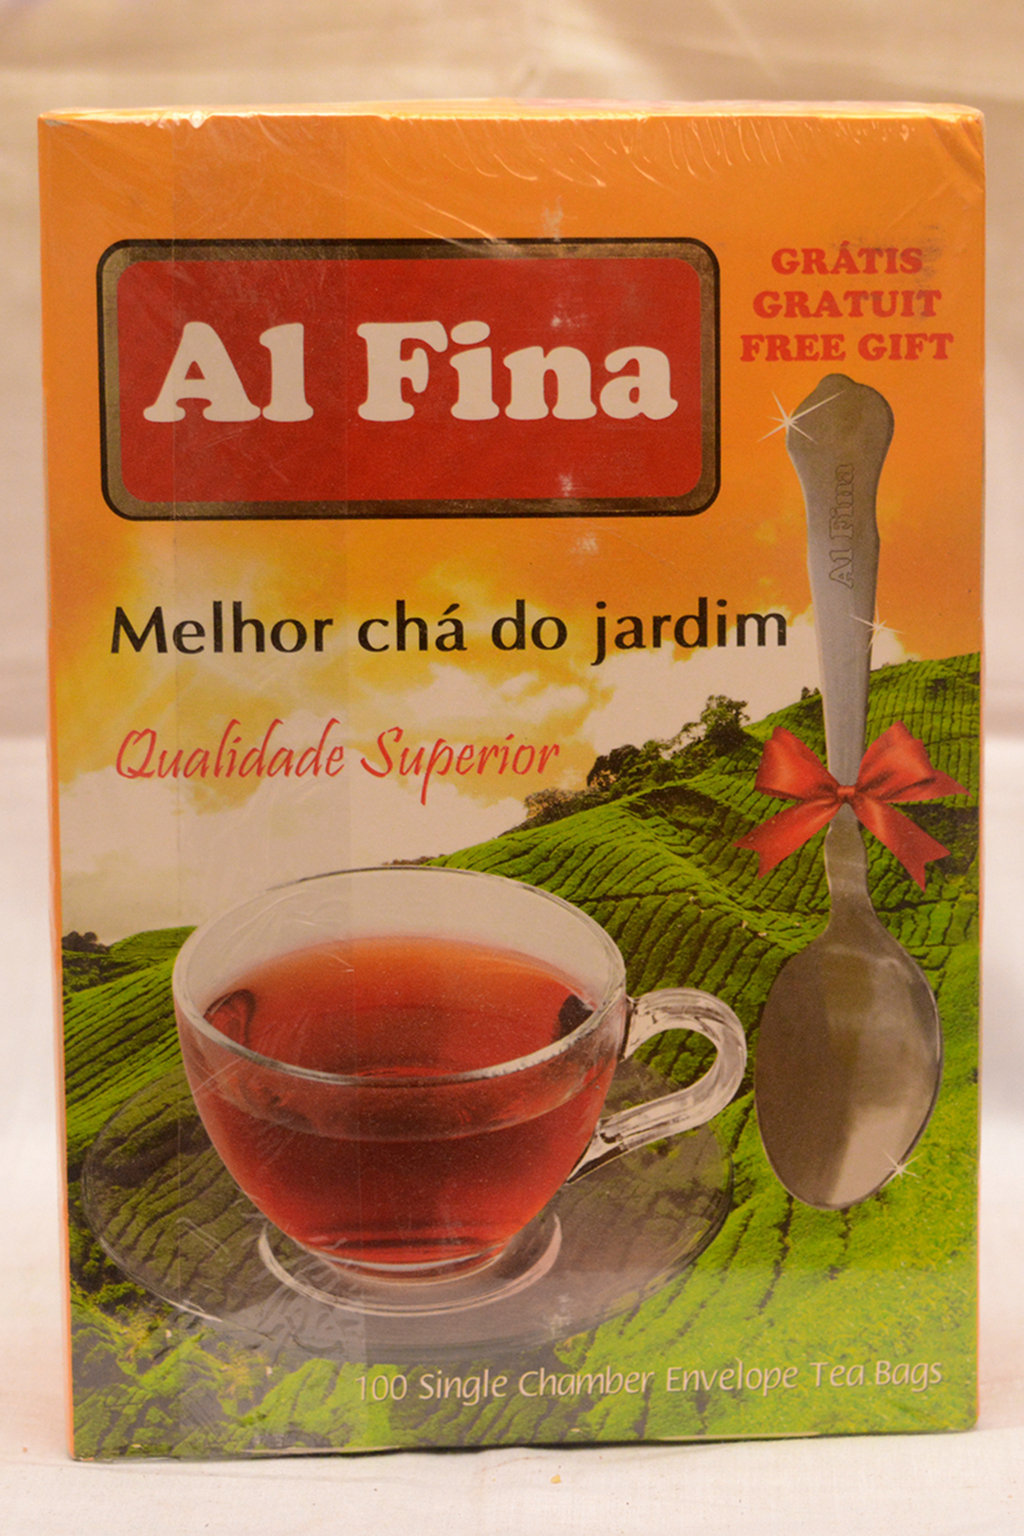 Al Fina
GRÁTIS
GRATUIT
FREE GIFT
Al Fina
Melhor chá do jardim
Qualidade Superior
100 Single Chamber Envelope Tea Bags